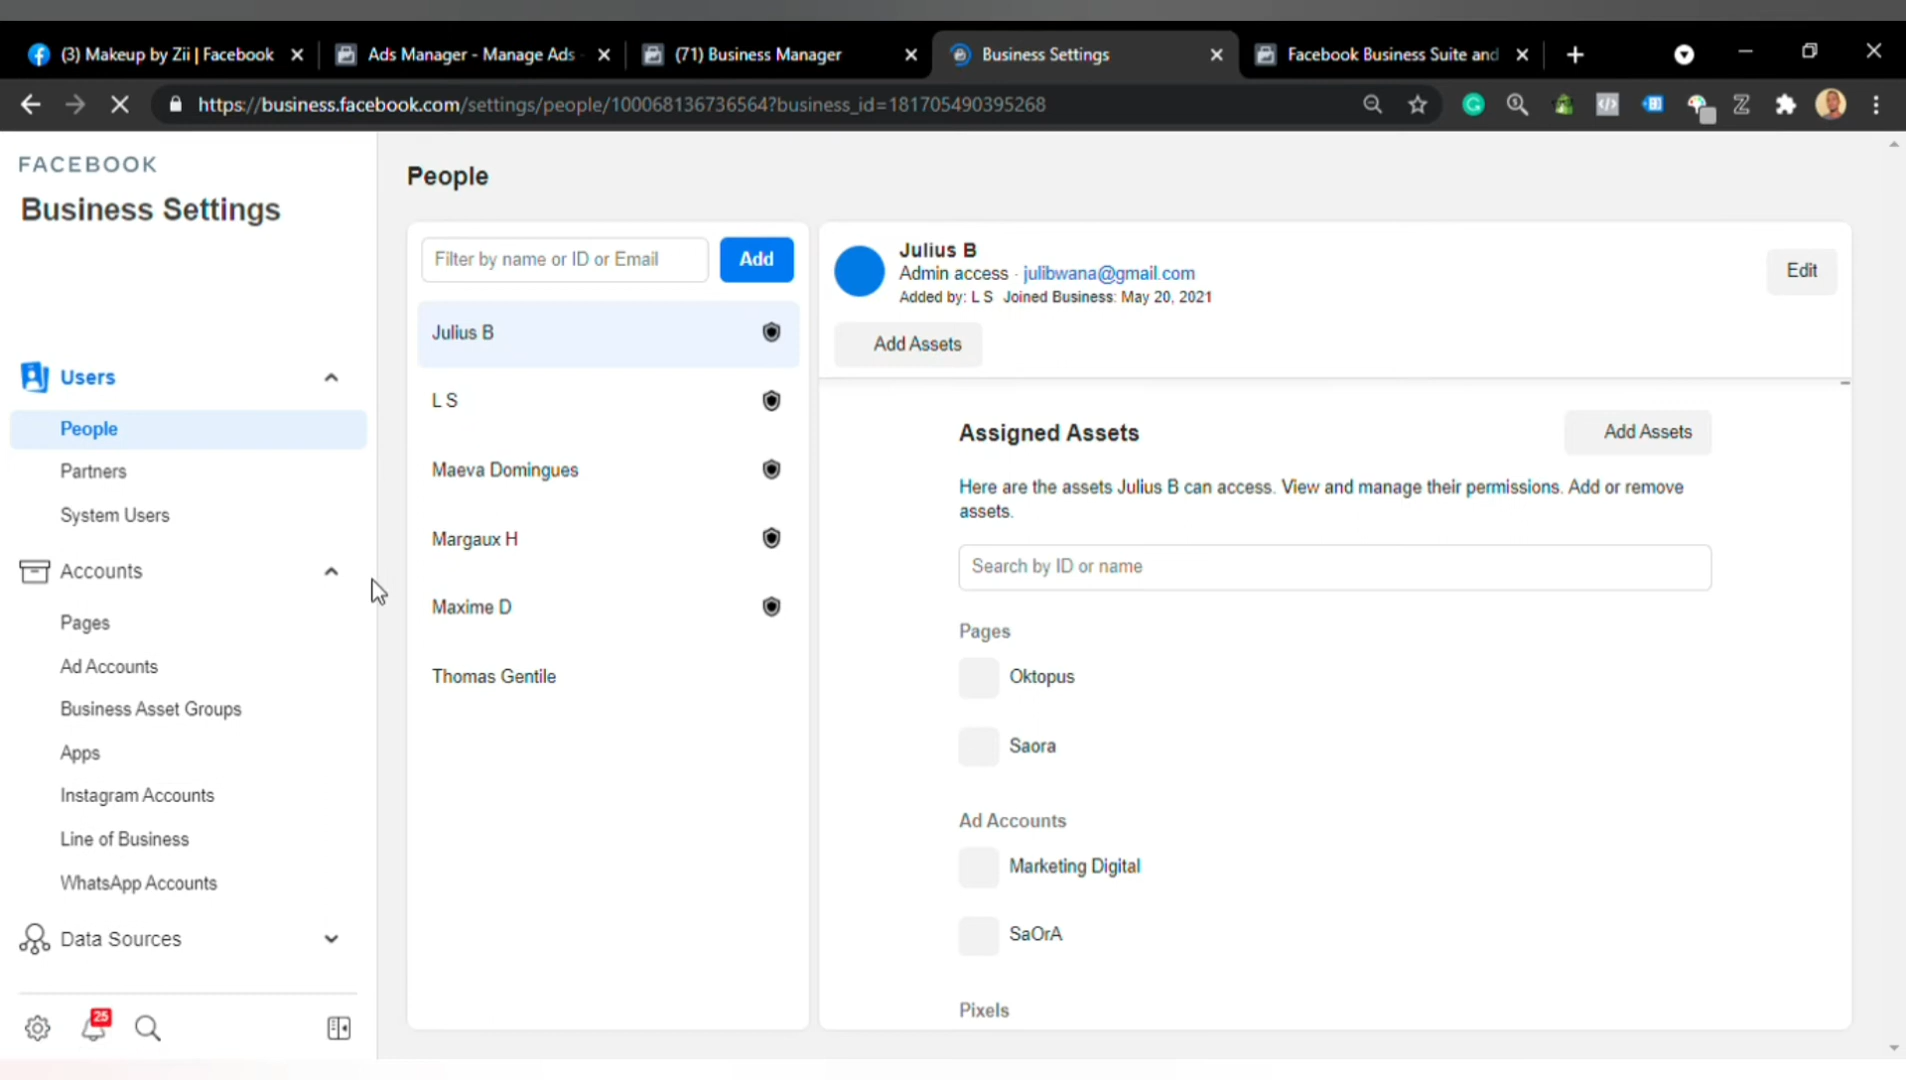 (3) Makeup by Zii | Facebook
Ads Manager - Manage Ads -
(71) Business Manager
Business Settings
Facebook Business Suite and
https://business.facebook.com/settings/people/100068136736564?business_id=181705490395268
FACEBOOK
Business Settings
Users
People
Partners
System Users
Accounts
Pages
Ad Accounts
Business Asset Groups
Apps
Instagram Accounts
Line of Business
WhatsApp Accounts
Data Sources
25
People
Filter by name or ID or Email
Add
Julius B
L S
Maeva Domingues
Margaux H
Maxime D
Thomas Gentile
Julius B
Admin access · julibwana@gmail.com
Added by: L S Joined Business: May 20, 2021
Edit
Add Assets
Assigned Assets
Add Assets
Here are the assets Julius B can access. View and manage their permissions. Add or remove
assets.
Search by ID or name
Pages
Oktopus
Saora
Ad Accounts
Marketing Digital
SaOrA
Pixels